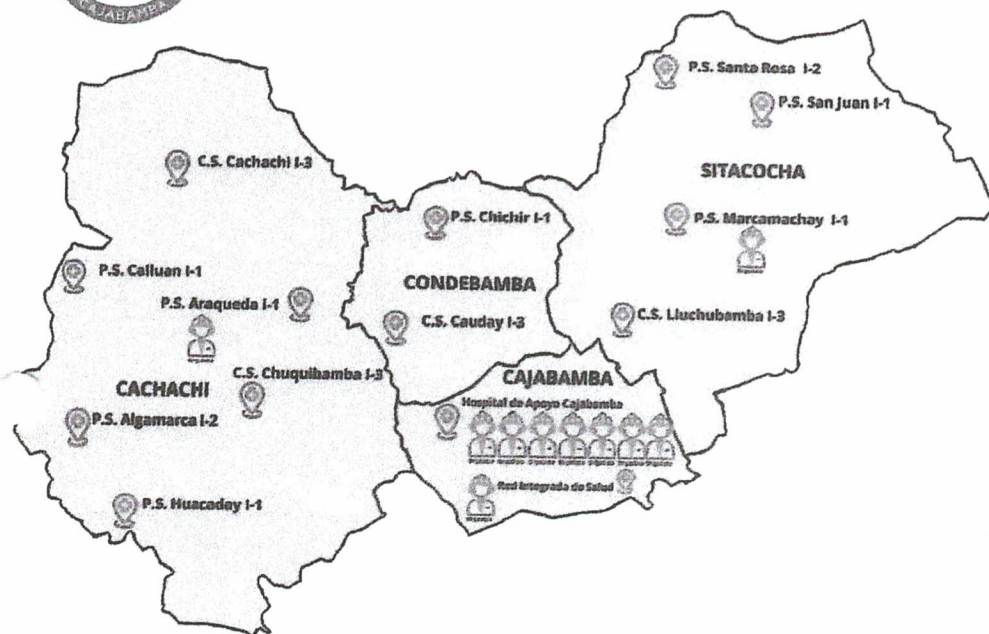 CAJABAMBA
P.S. Santa Rosa I-2
P.S. San Juan I-1
C.S. Cachachi I-3
SITACOCHA
P.S. Chichir I-1
P.S. Marcamachay I-1
P.S. Calluan I-1
CONDEBAMBA
P.S. Araqueda I-1
C.S. Cauday I-3
C.S. Lluchubamba I-3
C.S. Chuquibamba I-3
CAJABAMBA
CACHACHI
Hospital de Apoyo Cajabamba
P.S. Algamarca I-2
Red Integrada de Salud
P.S. Huacaday I-1